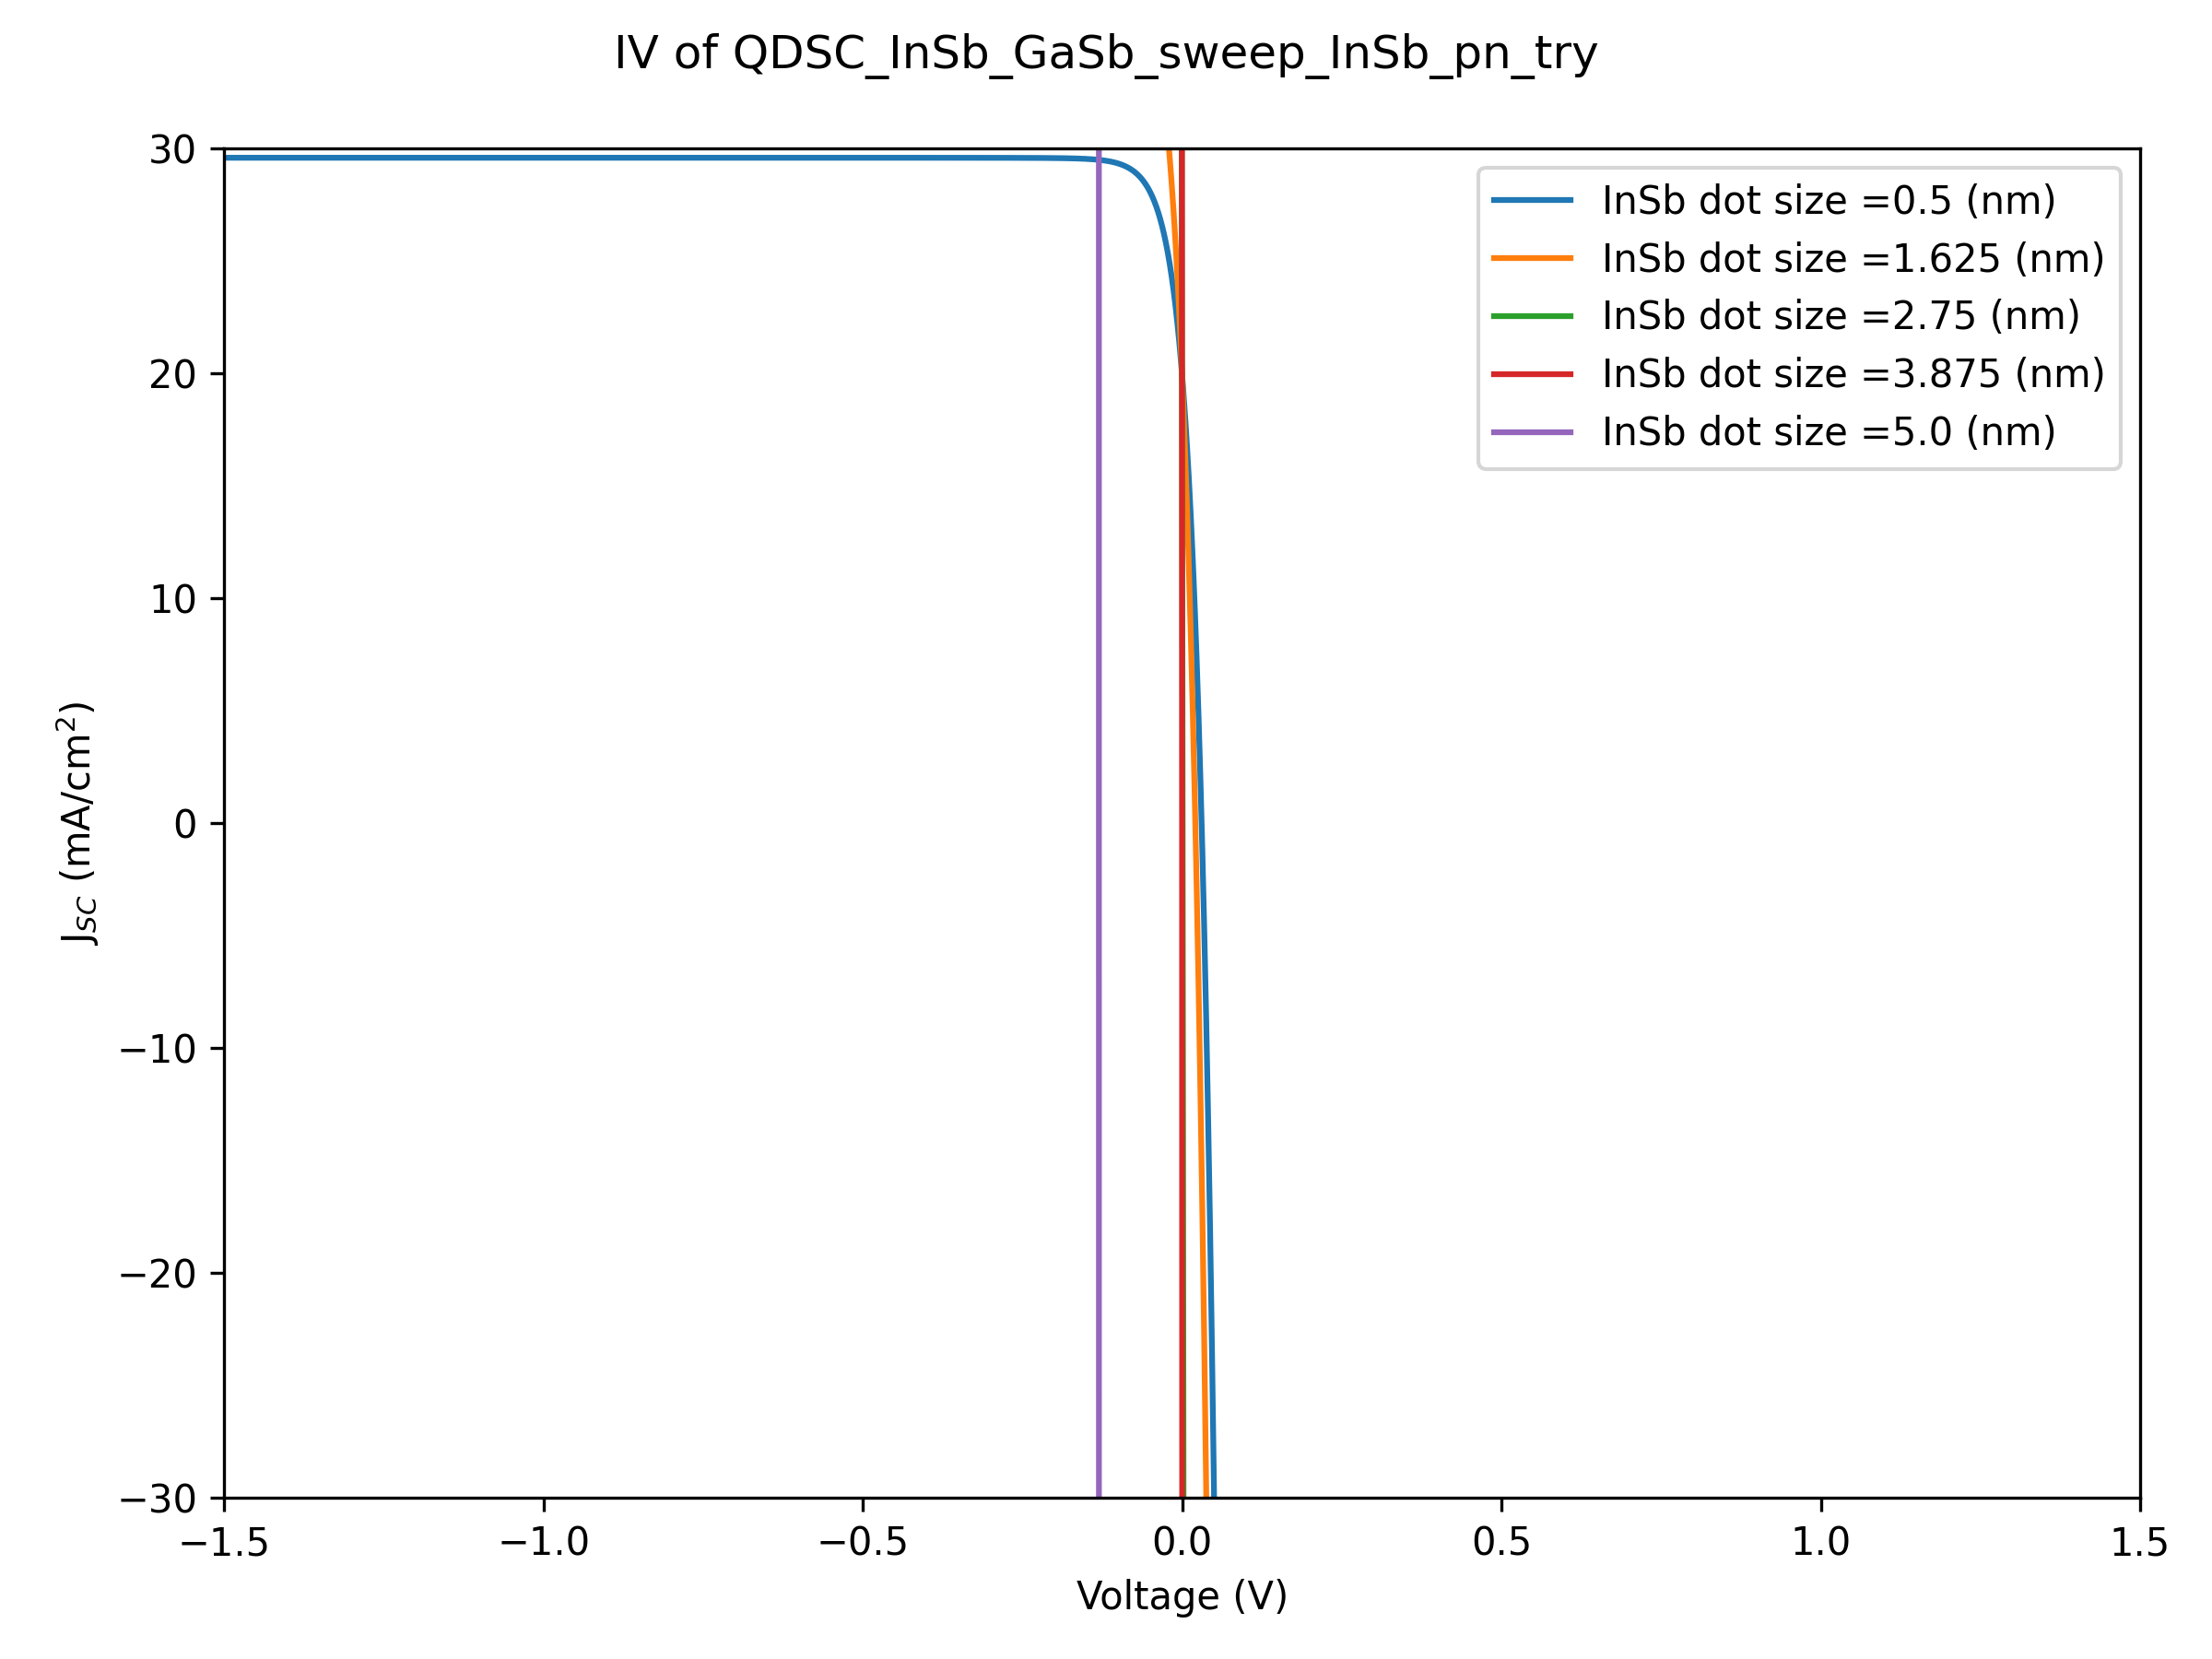 IV of QDSC_InSb_GaSb_sweep_InSb_pn_try
30
20
10
0
−10
−20
−30
J$_{SC}$ (mA/cm²)
InSb dot size =0.5 (nm)
InSb dot size =1.625 (nm)
InSb dot size =2.75 (nm)
InSb dot size =3.875 (nm)
InSb dot size =5.0 (nm)
−1.5 −1.0 −0.5 0.0 0.5 1.0 1.5
Voltage (V)